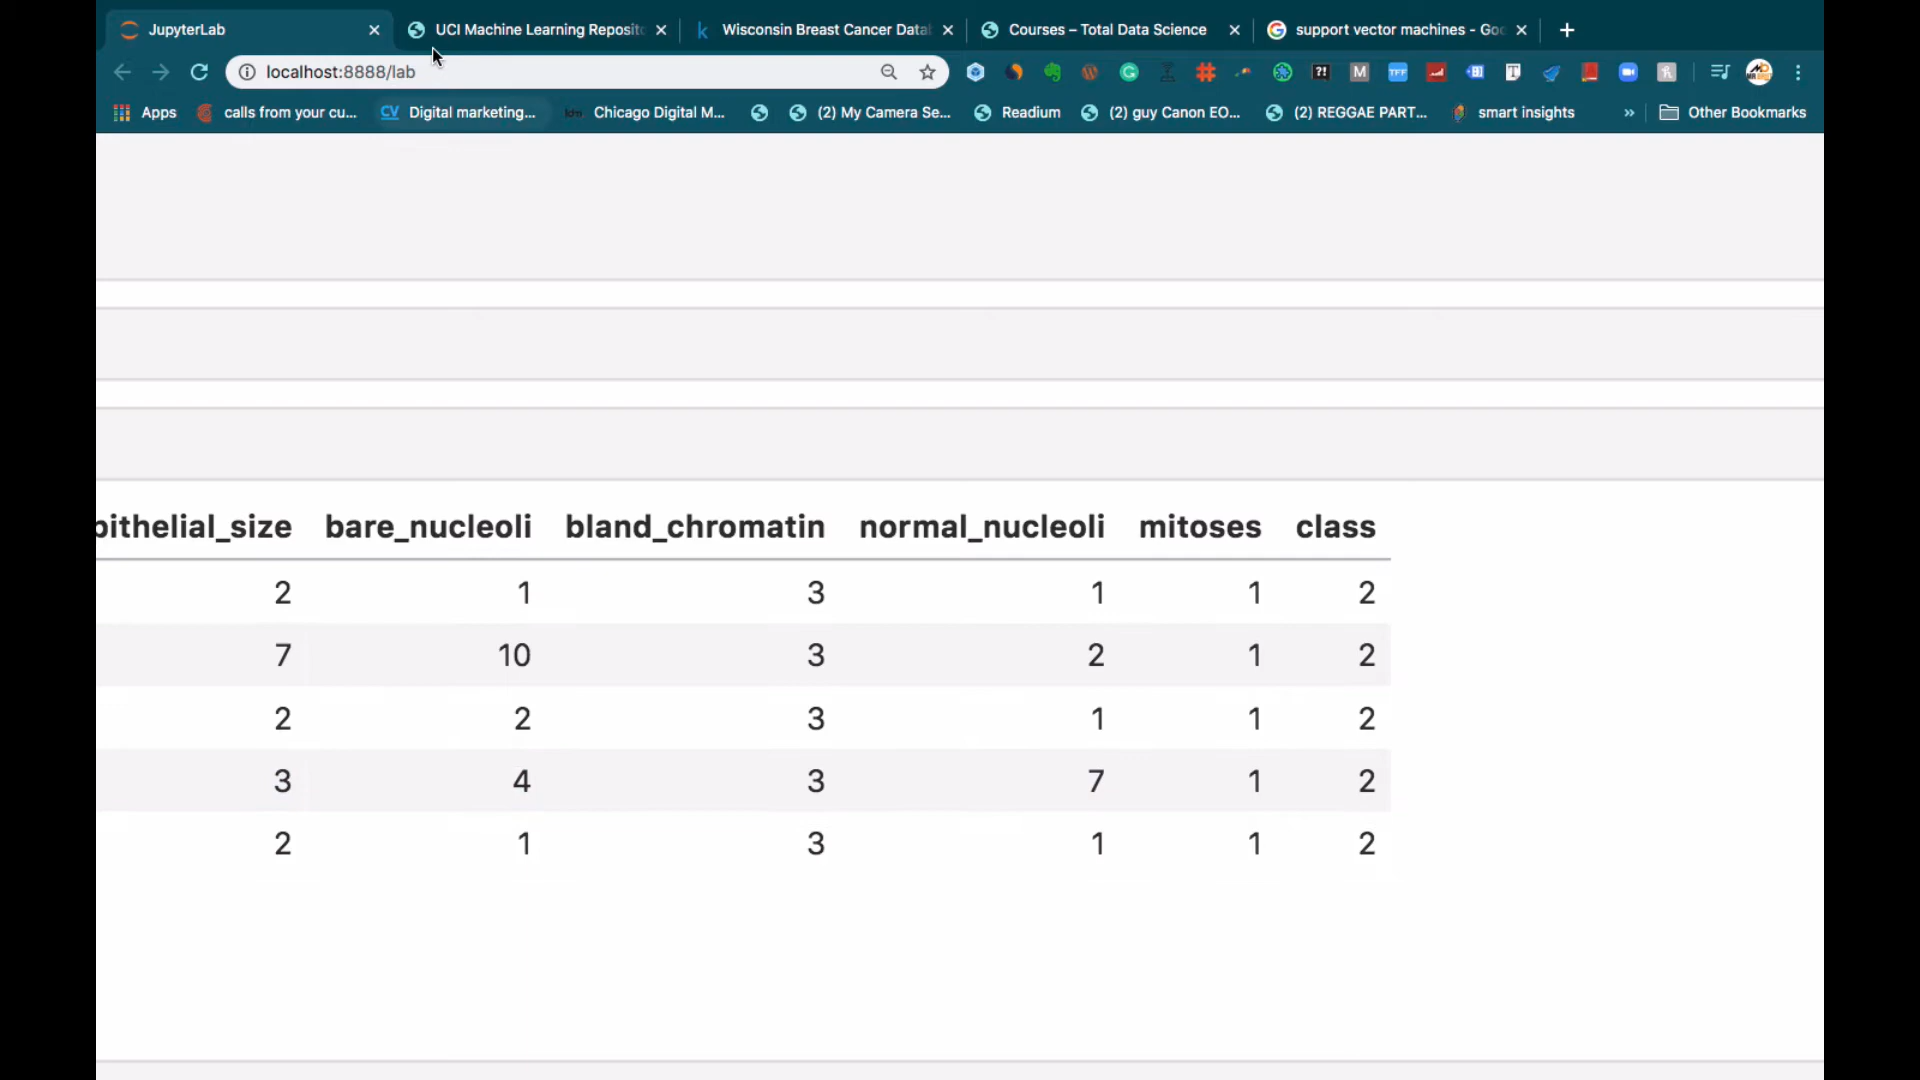 JupyterLab
UCI Machine Learning Reposito
Wisconsin Breast Cancer Data
Courses – Total Data Science
support vector machines - Goo
localhost:8888/lab
Apps
calls from your cu...
CV
Digital marketing...
Chicago Digital M...
(2) My Camera Se...
Readium
(2) guy Canon EO...
(2) REGGAE PART...
smart insights
»
Other Bookmarks
pithelial_size bare_nucleoli bland_chromatin normal_nucleoli mitoses class
2 1 3 1 1 2
7 10 3 2 1 2
2 2 3 1 1 2
3 4 3 7 1 2
2 1 3 1 1 2